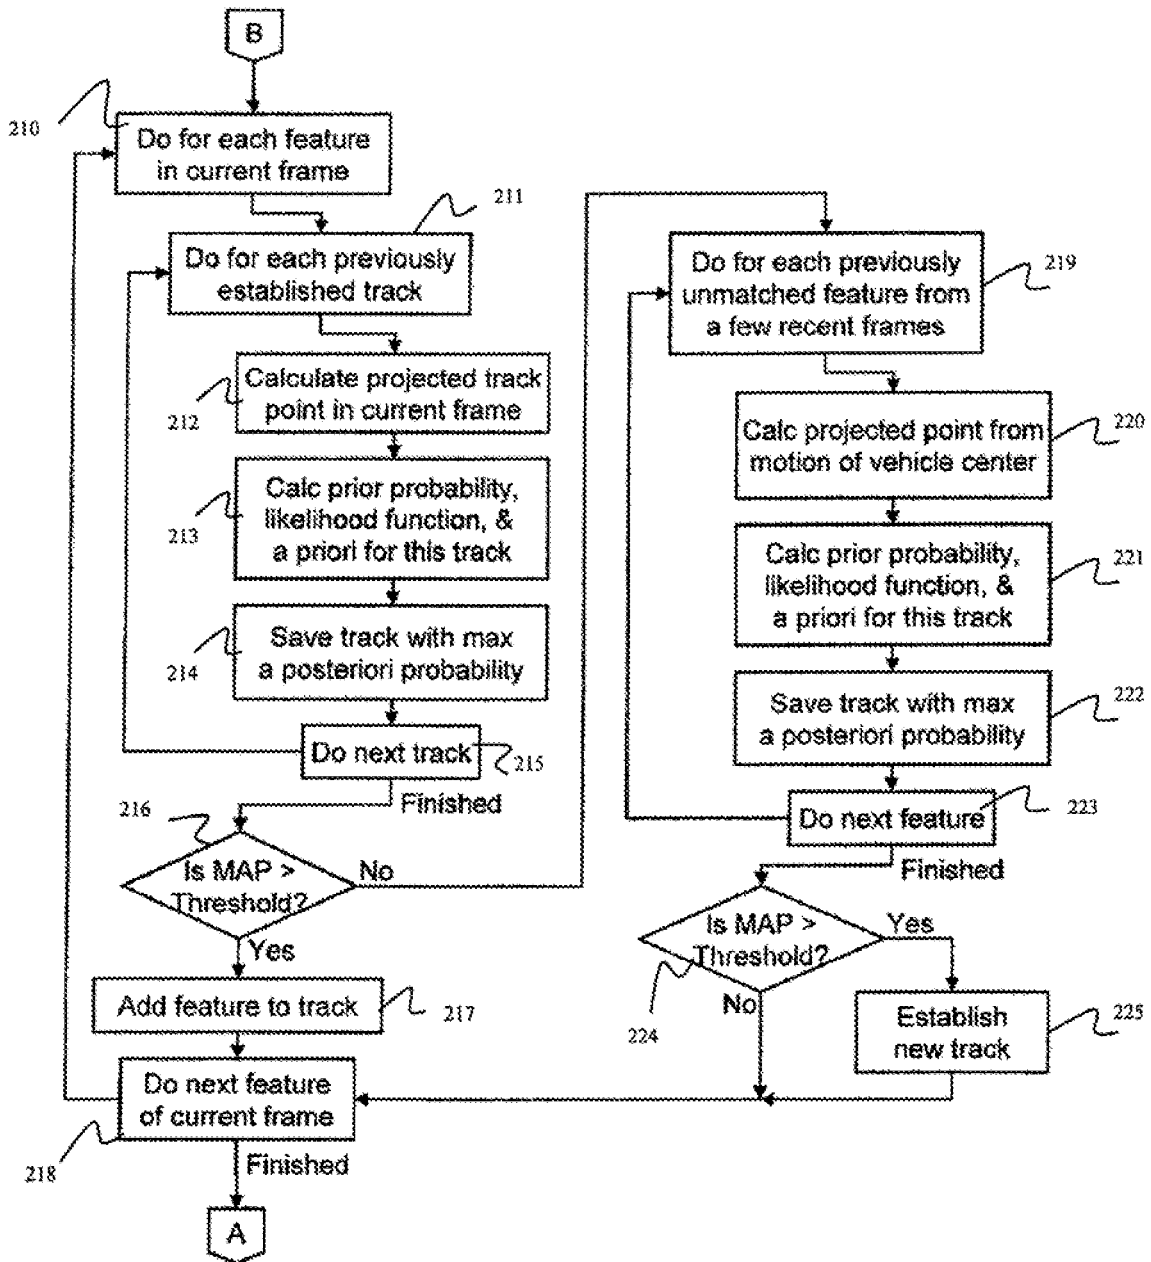 B
210
Do for each feature
in current frame
211
Do for each previously
established track
212
Calculate projected track
point in current frame
213
Calc prior probability,
likelihood function, &
a priori for this track
214
Save track with max
a posteriori probability
Do next track
215
Finished
216
Is MAP >
Threshold?
No
Yes
Add feature to track
217
Do next feature
of current frame
218
Finished
A
Do for each previously
unmatched feature from
a few recent frames
219
Calc projected point from
motion of vehicle center
220
Calc prior probability,
likelihood function, &
a priori for this track
221
Save track with max
a posteriori probability
222
Do next feature
223
Finished
Is MAP >
Threshold?
Yes
No
224
Establish
new track
225